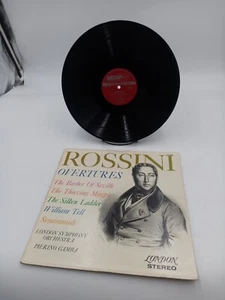 ROSSINI
OVERTURES
The Barber Of Seville
The Thieving Magpie
The Silken Ladder
William Tell
Semiramide
LONDON SYMPHONY
ORCHESTRA
PIERINO GAMBA
LONDON
STEREO